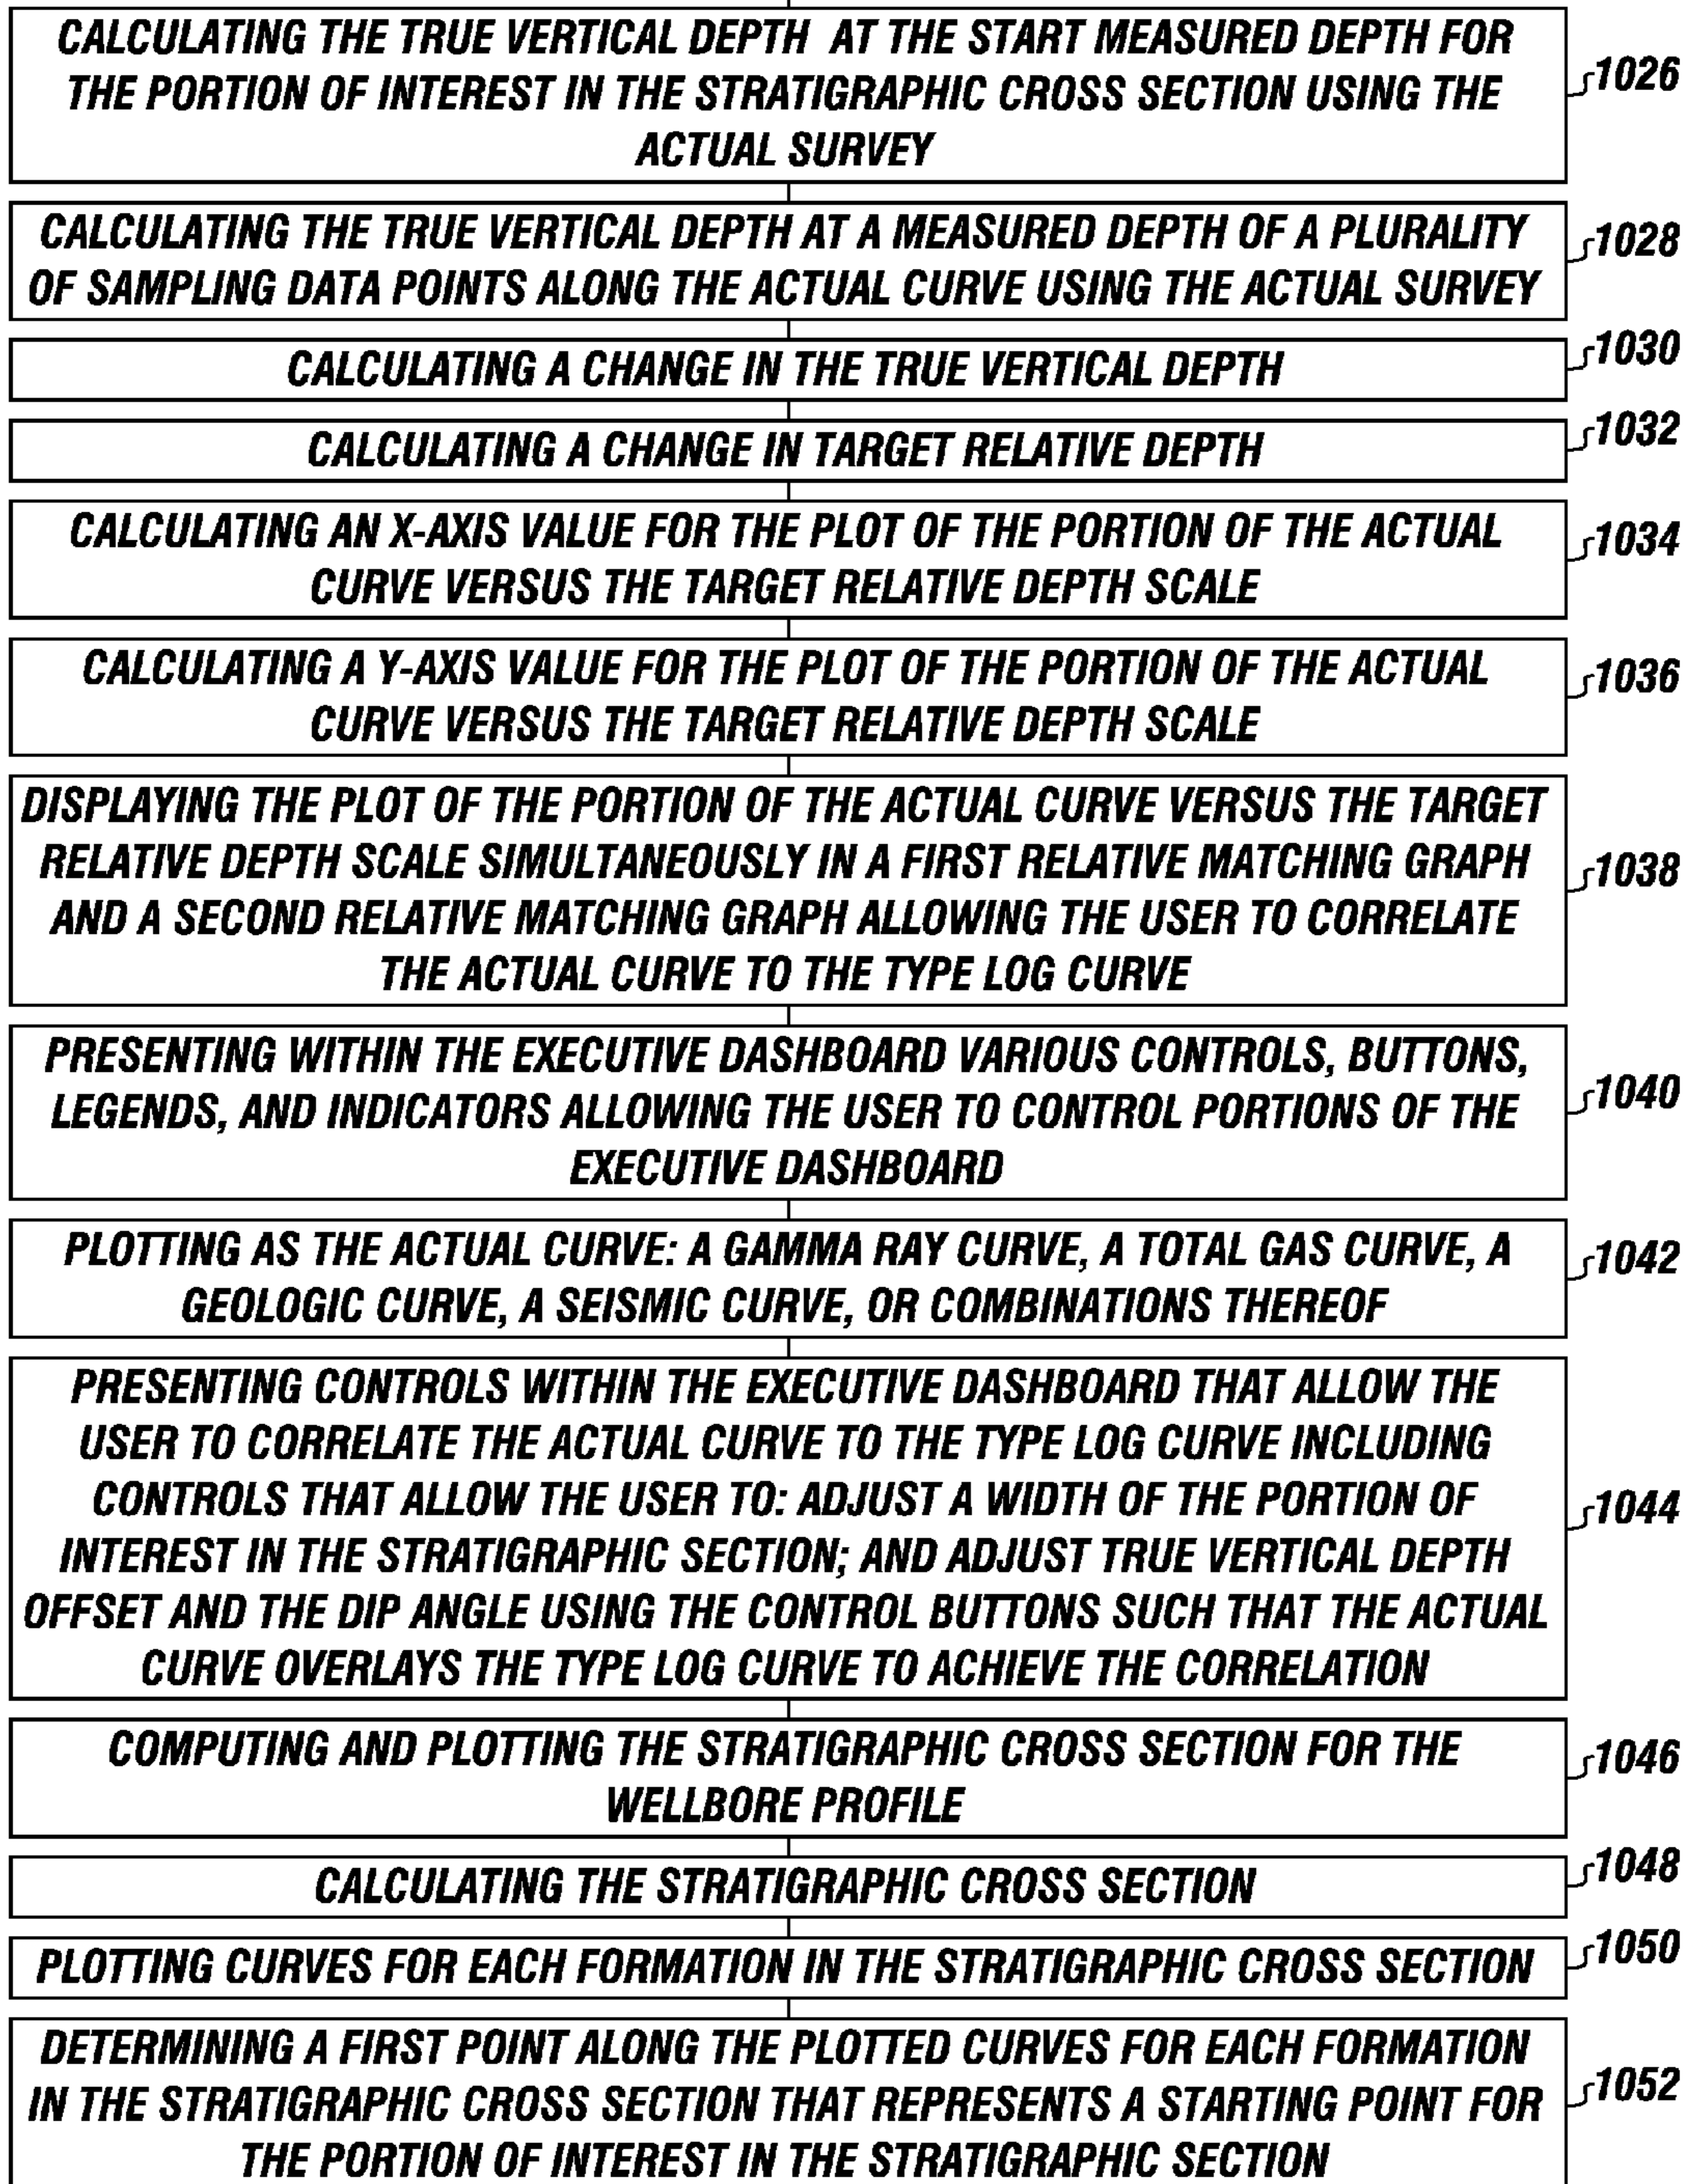 CALCULATING THE TRUE VERTICAL DEPTH AT THE START MEASURED DEPTH FOR
THE PORTION OF INTEREST IN THE STRATIGRAPHIC CROSS SECTION USING THE
ACTUAL SURVEY
1026
CALCULATING THE TRUE VERTICAL DEPTH AT A MEASURED DEPTH OF A PLURALITY
OF SAMPLING DATA POINTS ALONG THE ACTUAL CURVE USING THE ACTUAL SURVEY
1028
CALCULATING A CHANGE IN THE TRUE VERTICAL DEPTH
1030
CALCULATING A CHANGE IN TARGET RELATIVE DEPTH
1032
CALCULATING AN X-AXIS VALUE FOR THE PLOT OF THE PORTION OF THE ACTUAL
CURVE VERSUS THE TARGET RELATIVE DEPTH SCALE
1034
CALCULATING A Y-AXIS VALUE FOR THE PLOT OF THE PORTION OF THE ACTUAL
CURVE VERSUS THE TARGET RELATIVE DEPTH SCALE
1036
DISPLAYING THE PLOT OF THE PORTION OF THE ACTUAL CURVE VERSUS THE TARGET
RELATIVE DEPTH SCALE SIMULTANEOUSLY IN A FIRST RELATIVE MATCHING GRAPH
AND A SECOND RELATIVE MATCHING GRAPH ALLOWING THE USER TO CORRELATE
THE ACTUAL CURVE TO THE TYPE LOG CURVE
1038
PRESENTING WITHIN THE EXECUTIVE DASHBOARD VARIOUS CONTROLS, BUTTONS,
LEGENDS, AND INDICATORS ALLOWING THE USER TO CONTROL PORTIONS OF THE
EXECUTIVE DASHBOARD
1040
PLOTTING AS THE ACTUAL CURVE: A GAMMA RAY CURVE, A TOTAL GAS CURVE, A
GEOLOGIC CURVE, A SEISMIC CURVE, OR COMBINATIONS THEREOF
1042
PRESENTING CONTROLS WITHIN THE EXECUTIVE DASHBOARD THAT ALLOW THE
USER TO CORRELATE THE ACTUAL CURVE TO THE TYPE LOG CURVE INCLUDING
CONTROLS THAT ALLOW THE USER TO: ADJUST A WIDTH OF THE PORTION OF
INTEREST IN THE STRATIGRAPHIC SECTION; AND ADJUST TRUE VERTICAL DEPTH
OFFSET AND THE DIP ANGLE USING THE CONTROL BUTTONS SUCH THAT THE ACTUAL
CURVE OVERLAYS THE TYPE LOG CURVE TO ACHIEVE THE CORRELATION
1044
COMPUTING AND PLOTTING THE STRATIGRAPHIC CROSS SECTION FOR THE
WELLBORE PROFILE
1046
CALCULATING THE STRATIGRAPHIC CROSS SECTION
1048
PLOTTING CURVES FOR EACH FORMATION IN THE STRATIGRAPHIC CROSS SECTION
1050
DETERMINING A FIRST POINT ALONG THE PLOTTED CURVES FOR EACH FORMATION
IN THE STRATIGRAPHIC CROSS SECTION THAT REPRESENTS A STARTING POINT FOR
THE PORTION OF INTEREST IN THE STRATIGRAPHIC SECTION
1052